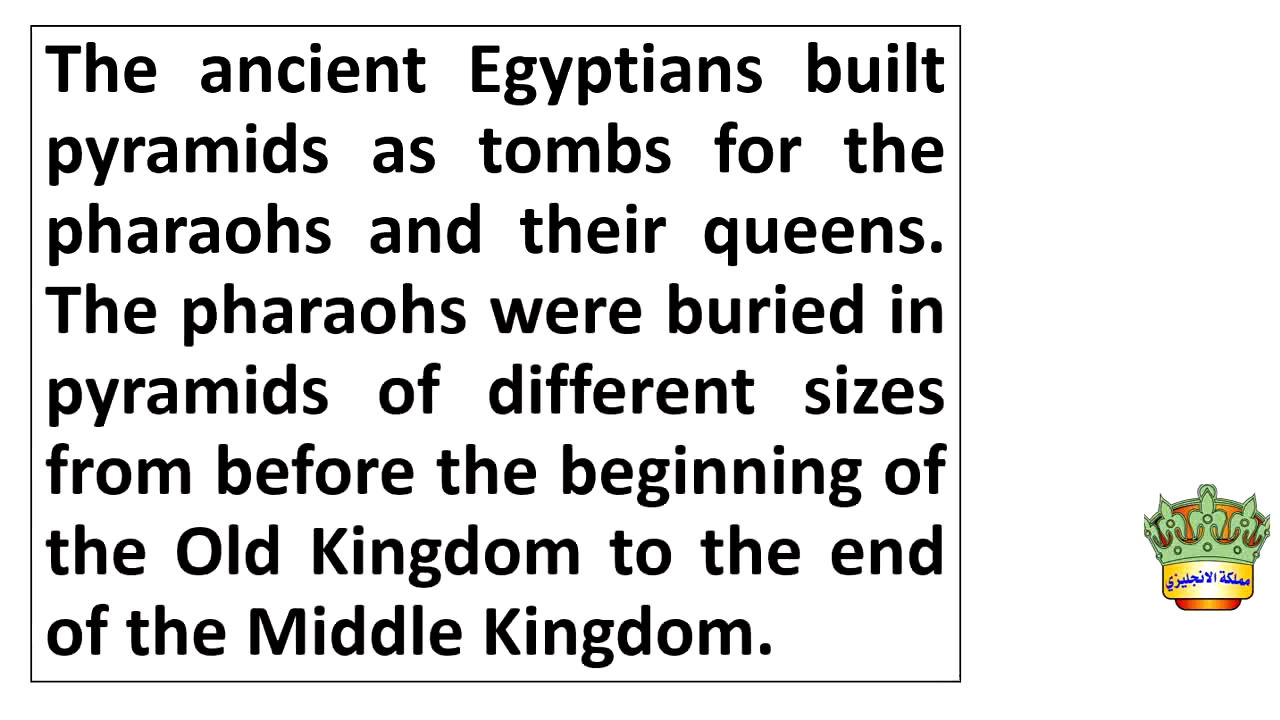 The ancient Egyptians built
pyramids as tombs for the
pharaohs and their queens.
The pharaohs were buried in
pyramids of different sizes
from before the beginning of
the Old Kingdom to the end
of the Middle Kingdom.
مملكة الانجليزي